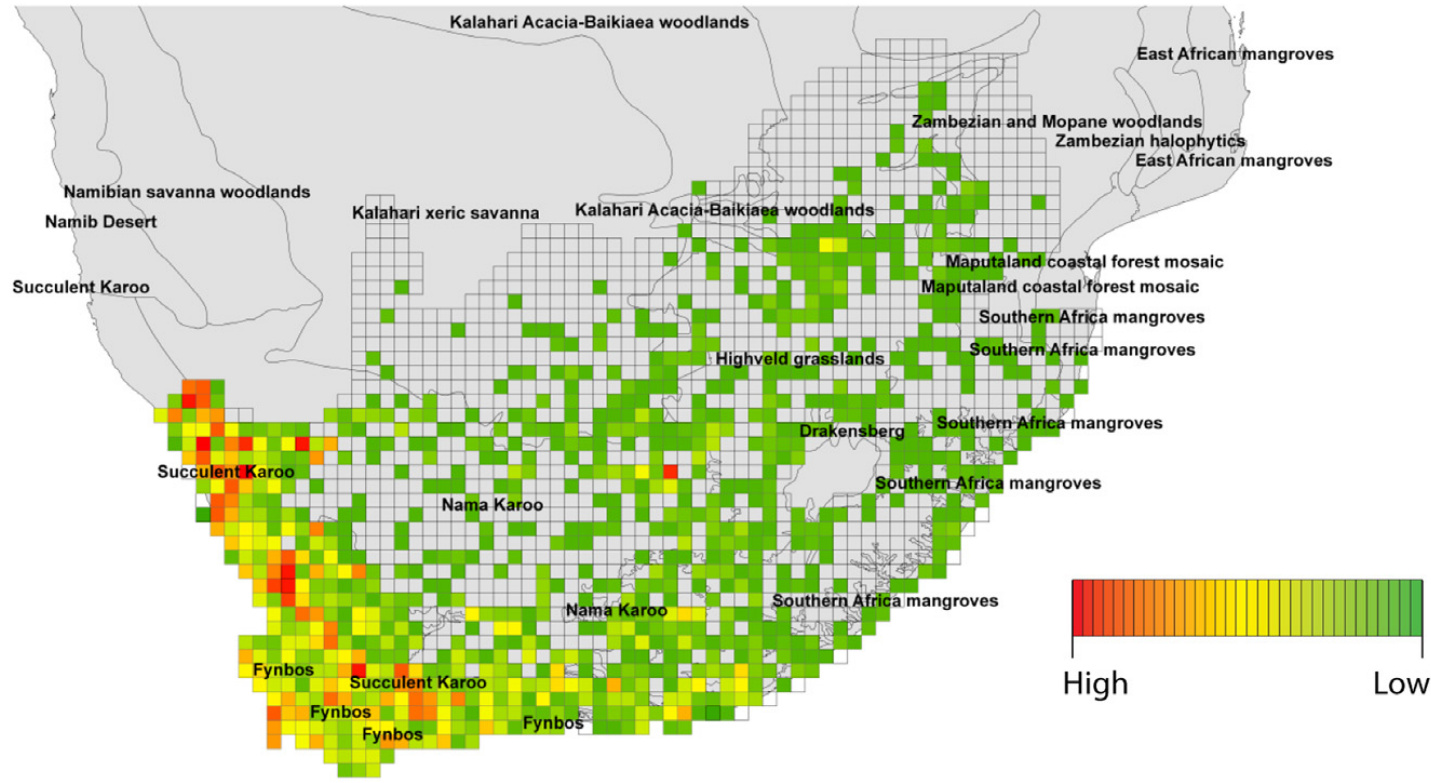 Kalahari Acacia-Baikiaea woodlands
East African mangroves
Zambezian and Mopane woodlands
Zambezian halophytics
East African mangroves
Namibian savanna woodlands
Kalahari xeric savanna
Kalahari Acacia-Baikiaea woodlands
Namib Desert
Maputaland coastal forest mosaic
Succulent Karoo
Maputaland coastal forest mosaic
Southern Africa mangroves
Southern Africa mangroves
Highveld grasslands
Southern Africa mangroves
Drakensberg
Succulent Karoo
Southern Africa mangroves
Nama Karoo
Southern Africa mangroves
Nama Karoo
Fynbos
Succulent Karoo
High
Low
Fynbos
Fynbos
Fynbos